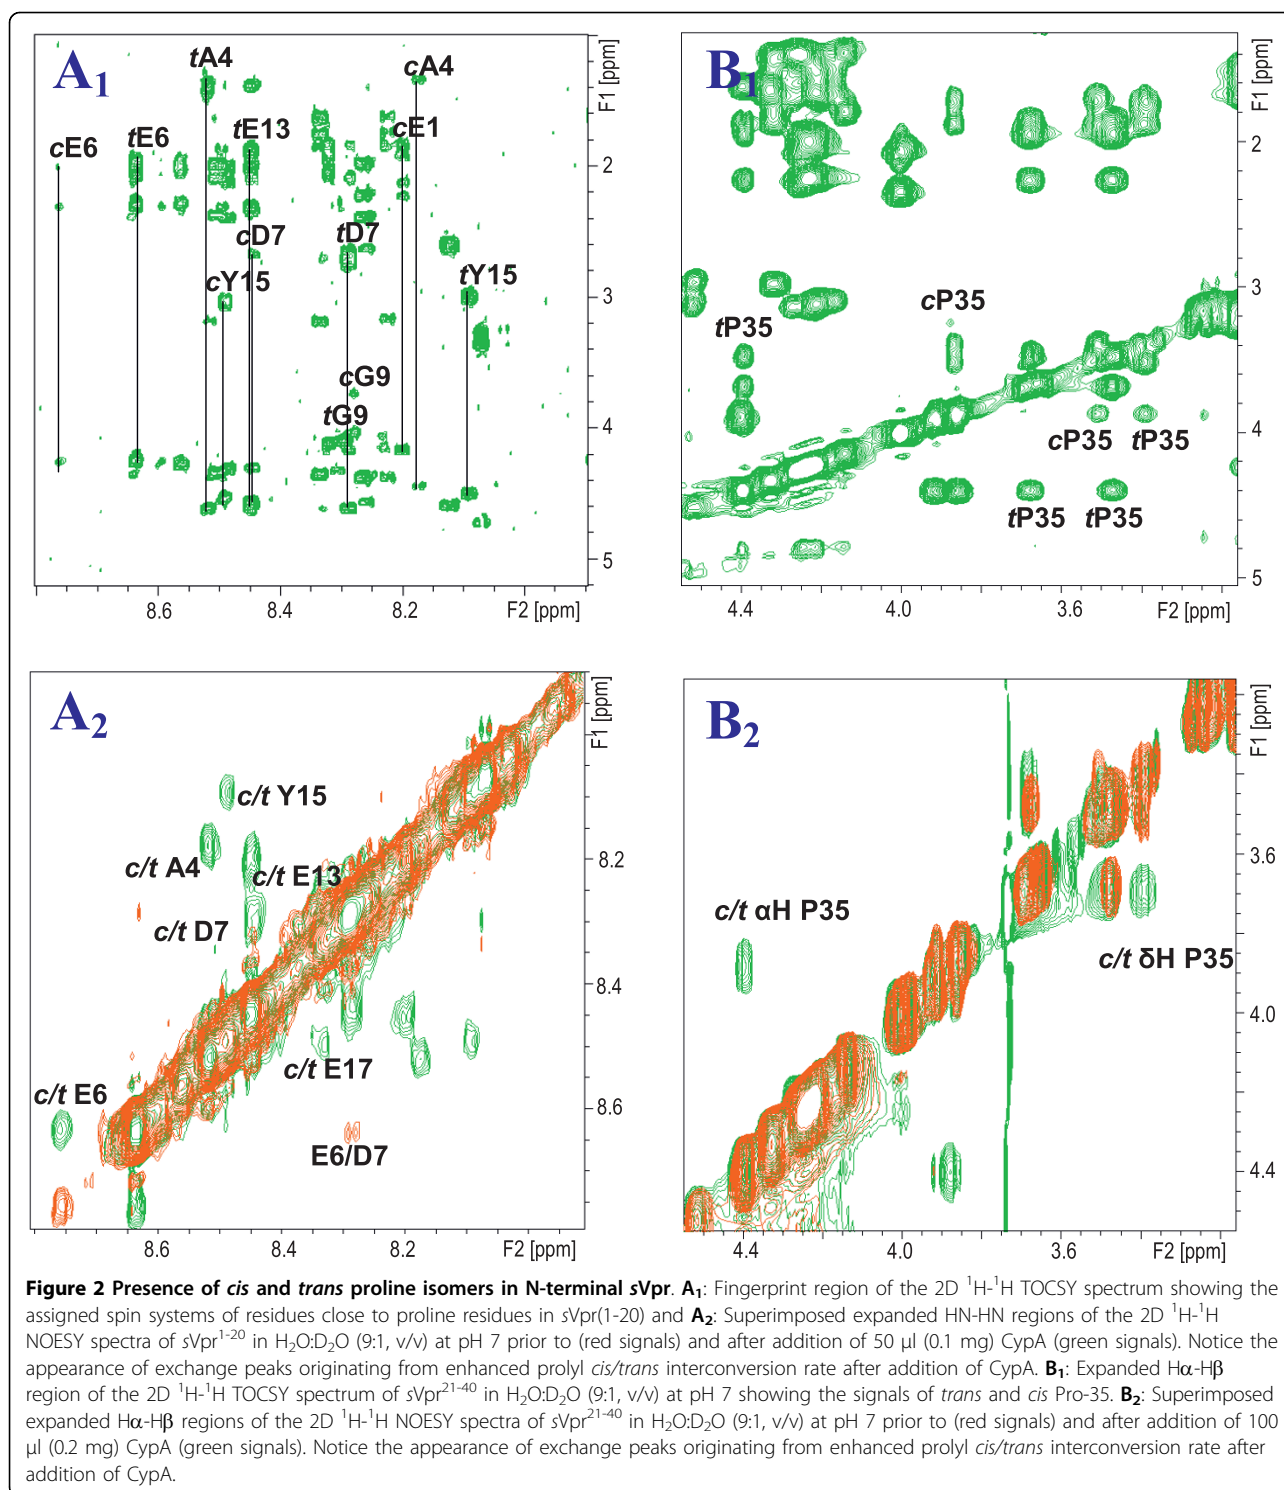 A1
tA4
cA4
cE6
tE6
tE13
cE1
cD7
tD7
cY15
tY15
cG9
tG9
F1 [ppm]
2
3
4
5
8.6
8.4
8.2
F2 [ppm]
B1
tP35
cP35
cP35
tP35
tP35
tP35
F1 [ppm]
2
3
4
5
4.4
4.0
3.6
F2 [ppm]
A2
c/t Y15
c/t A4
c/t E13
c/t D7
c/t E17
c/t E6
E6/D7
F1 [ppm]
8.2
8.4
8.6
8.6
8.4
8.2
F2 [ppm]
B2
c/t αH P35
c/t δH P35
F1 [ppm]
3.6
4.0
4.4
4.4
4.0
3.6
F2 [ppm]
Figure 2 Presence of cis and trans proline isomers in N-terminal sVpr. A1: Fingerprint region of the 2D ¹H-¹H TOCSY spectrum showing the
assigned spin systems of residues close to proline residues in sVpr(1-20) and A2: Superimposed expanded HN-HN regions of the 2D ¹H-¹H
NOESY spectra of sVpr¹⁻²⁰ in H₂O:D₂O (9:1, v/v) at pH 7 prior to (red signals) and after addition of 50 μl (0.1 mg) CypA (green signals). Notice the
appearance of exchange peaks originating from enhanced prolyl cis/trans interconversion rate after addition of CypA. B1: Expanded Hα-Hβ
region of the 2D ¹H-¹H TOCSY spectrum of sVpr²¹⁻⁴⁰ in H₂O:D₂O (9:1, v/v) at pH 7 showing the signals of trans and cis Pro-35. B2: Superimposed
expanded Hα-Hβ regions of the 2D ¹H-¹H NOESY spectra of sVpr²¹⁻⁴⁰ in H₂O:D₂O (9:1, v/v) at pH 7 prior to (red signals) and after addition of 100
μl (0.2 mg) CypA (green signals). Notice the appearance of exchange peaks originating from enhanced prolyl cis/trans interconversion rate after
addition of CypA.